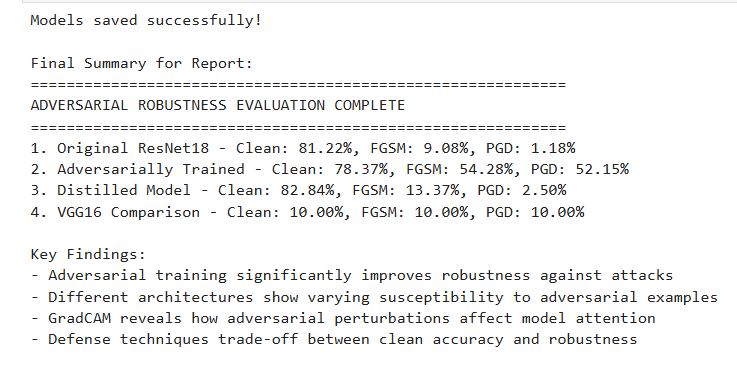 Models saved successfully!
Final Summary for Report:
============================================================
ADVERSARIAL ROBUSTNESS EVALUATION COMPLETE
============================================================
1. Original ResNet18 - Clean: 81.22%, FGSM: 9.08%, PGD: 1.18%
2. Adversarially Trained - Clean: 78.37%, FGSM: 54.28%, PGD: 52.15%
3. Distilled Model - Clean: 82.84%, FGSM: 13.37%, PGD: 2.50%
4. VGG16 Comparison - Clean: 10.00%, FGSM: 10.00%, PGD: 10.00%
Key Findings:
- Adversarial training significantly improves robustness against attacks
- Different architectures show varying susceptibility to adversarial examples
- GradCAM reveals how adversarial perturbations affect model attention
- Defense techniques trade-off between clean accuracy and robustness